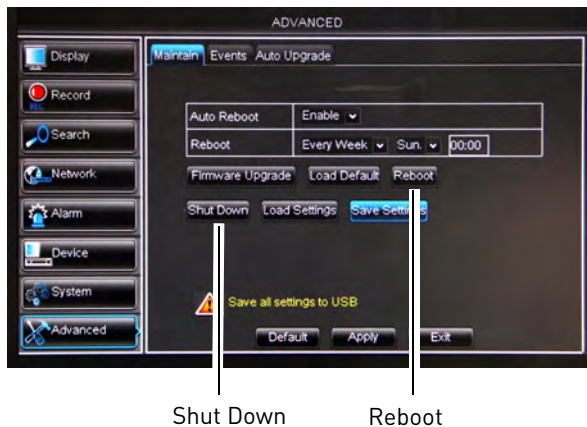 ADVANCED
Display
Maintain Events Auto Upgrade
Record
REC
Auto Reboot Enable
Search
Reboot Every Week Sun. 00:00
Network
Firmware Upgrade Load Default Reboot
Alarm
Shut Down Load Settings Save Settings
Device
System
Save all settings to USB
Advanced
Default Apply Exit
Shut Down Reboot